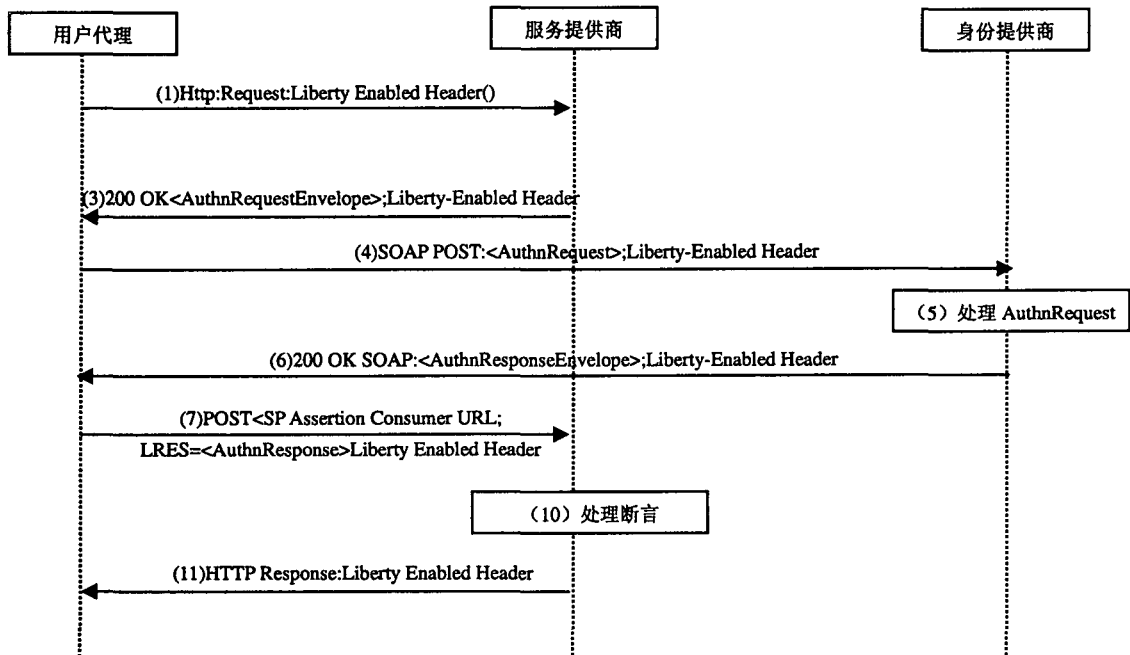 用户代理
服务提供商
身份提供商
(1)Http:Request:Liberty Enabled Header()
(3)200 OK<AuthnRequestEnvelope>;Liberty-Enabled Header
(4)SOAP POST:<AuthnRequest>;Liberty-Enabled Header
（5）处理 AuthnRequest
(6)200 OK SOAP:<AuthnResponseEnvelope>;Liberty-Enabled Header
(7)POST<SP Assertion Consumer URL;
LRES=<AuthnResponse>Liberty Enabled Header
（10）处理断言
(11)HTTP Response:Liberty Enabled Header